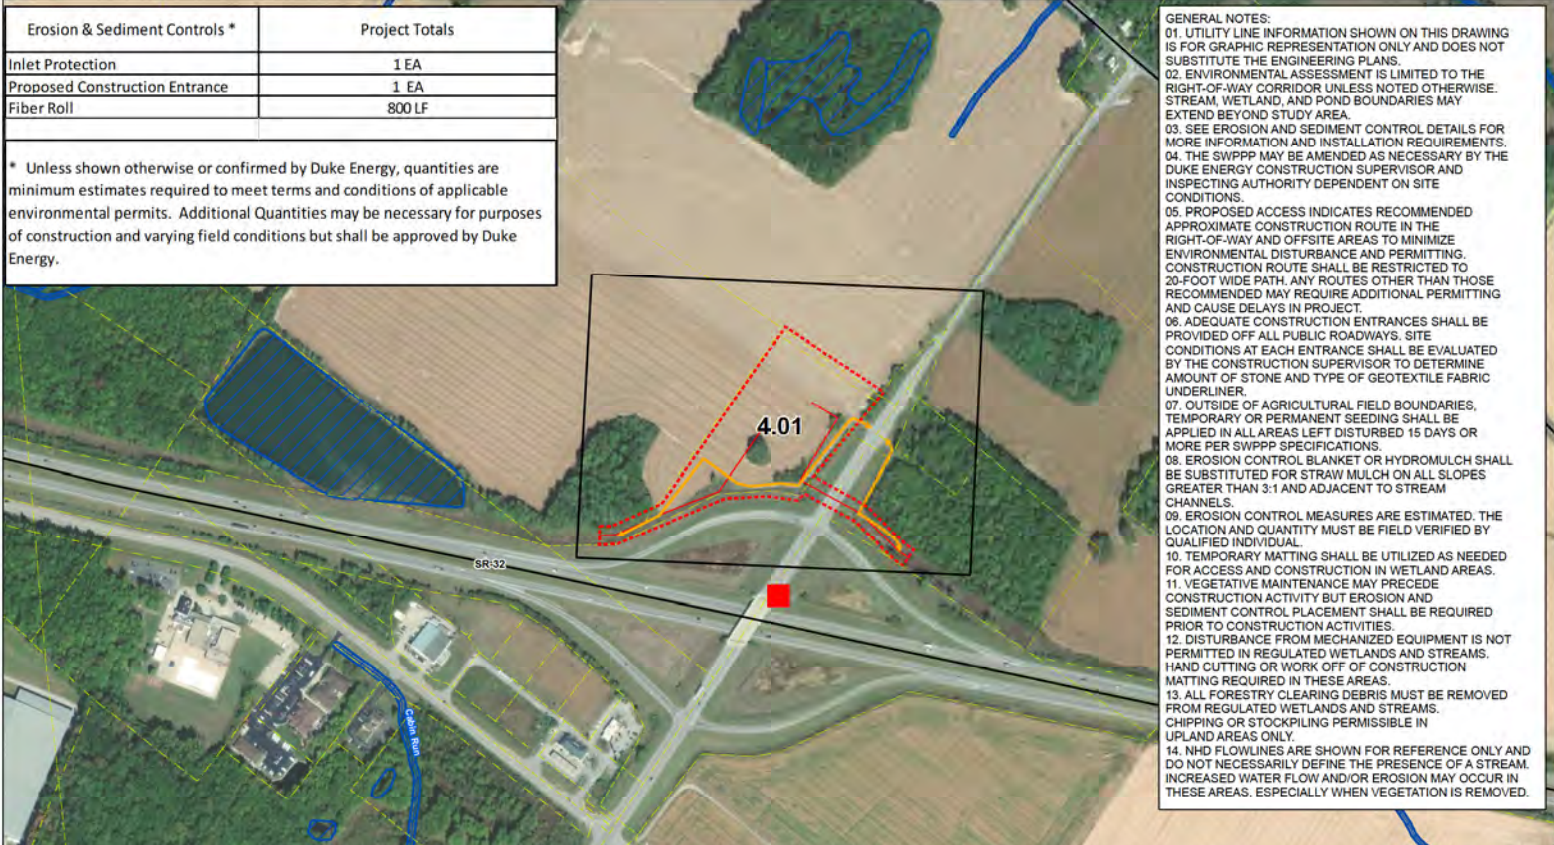 Erosion & Sediment Controls * Project Totals
Inlet Protection 1 EA
Proposed Construction Entrance 1 EA
Fiber Roll 800 LF
* Unless shown otherwise or confirmed by Duke Energy, quantities are
minimum estimates required to meet terms and conditions of applicable
environmental permits. Additional Quantities may be necessary for purposes
of construction and varying field conditions but shall be approved by Duke
Energy.
4.01
SR-32
Cabin Run
GENERAL NOTES:
01. UTILITY LINE INFORMATION SHOWN ON THIS DRAWING
IS FOR GRAPHIC REPRESENTATION ONLY AND DOES NOT
SUBSTITUTE THE ENGINEERING PLANS.
02. ENVIRONMENTAL ASSESSMENT IS LIMITED TO THE
RIGHT-OF-WAY CORRIDOR UNLESS NOTED OTHERWISE.
STREAM, WETLAND, AND POND BOUNDARIES MAY
EXTEND BEYOND STUDY AREA.
03. SEE EROSION AND SEDIMENT CONTROL DETAILS FOR
MORE INFORMATION AND INSTALLATION REQUIREMENTS.
04. THE SWPPP MAY BE AMENDED AS NECESSARY BY THE
DUKE ENERGY CONSTRUCTION SUPERVISOR AND
INSPECTING AUTHORITY DEPENDENT ON SITE
CONDITIONS.
05. PROPOSED ACCESS INDICATES RECOMMENDED
APPROXIMATE CONSTRUCTION ROUTE IN THE
RIGHT-OF-WAY AND OFFSITE AREAS TO MINIMIZE
ENVIRONMENTAL DISTURBANCE AND PERMITTING.
CONSTRUCTION ROUTE SHALL BE RESTRICTED TO
20-FOOT WIDE PATH. ANY ROUTES OTHER THAN THOSE
RECOMMENDED MAY REQUIRE ADDITIONAL PERMITTING
AND CAUSE DELAYS IN PROJECT.
06. ADEQUATE CONSTRUCTION ENTRANCES SHALL BE
PROVIDED OFF ALL PUBLIC ROADWAYS. SITE
CONDITIONS AT EACH ENTRANCE SHALL BE EVALUATED
BY THE CONSTRUCTION SUPERVISOR TO DETERMINE
AMOUNT OF STONE AND TYPE OF GEOTEXTILE FABRIC
UNDERLINER.
07. OUTSIDE OF AGRICULTURAL FIELD BOUNDARIES,
TEMPORARY OR PERMANENT SEEDING SHALL BE
APPLIED IN ALL AREAS LEFT DISTURBED 15 DAYS OR
MORE PER SWPPP SPECIFICATIONS.
08. EROSION CONTROL BLANKET OR HYDROMULCH SHALL
BE SUBSTITUTED FOR STRAW MULCH ON ALL SLOPES
GREATER THAN 3:1 AND ADJACENT TO STREAM
CHANNELS.
09. EROSION CONTROL MEASURES ARE ESTIMATED. THE
LOCATION AND QUANTITY MUST BE FIELD VERIFIED BY
QUALIFIED INDIVIDUAL.
10. TEMPORARY MATTING SHALL BE UTILIZED AS NEEDED
FOR ACCESS AND CONSTRUCTION IN WETLAND AREAS.
11. VEGETATIVE MAINTENANCE MAY PRECEDE
CONSTRUCTION ACTIVITY BUT EROSION AND
SEDIMENT CONTROL PLACEMENT SHALL BE REQUIRED
PRIOR TO CONSTRUCTION ACTIVITIES.
12. DISTURBANCE FROM MECHANIZED EQUIPMENT IS NOT
PERMITTED IN REGULATED WETLANDS AND STREAMS.
HAND CUTTING OR WORK OFF OF CONSTRUCTION
MATTING REQUIRED IN THESE AREAS.
13. ALL FORESTRY CLEARING DEBRIS MUST BE REMOVED
FROM REGULATED WETLANDS AND STREAMS.
CHIPPING OR STOCKPILING PERMISSIBLE IN
UPLAND AREAS ONLY.
14. NHD FLOWLINES ARE SHOWN FOR REFERENCE ONLY AND
DO NOT NECESSARILY DEFINE THE PRESENCE OF A STREAM.
INCREASED WATER FLOW AND/OR EROSION MAY OCCUR IN
THESE AREAS. ESPECIALLY WHEN VEGETATION IS REMOVED.